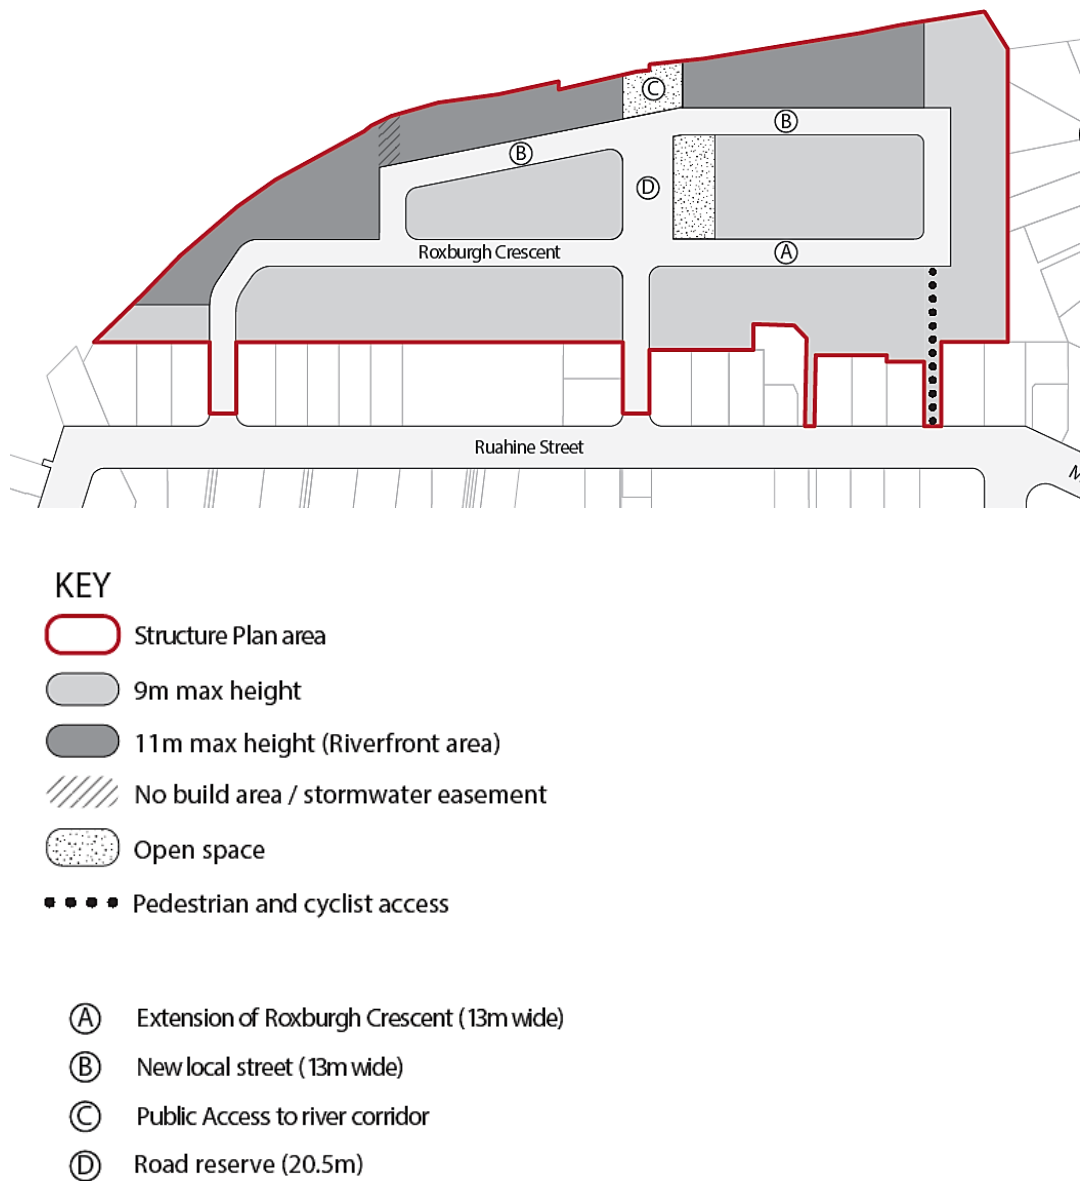 C
B
B
D
Roxburgh Crescent
A
Ruahine Street
M
KEY
Structure Plan area
9m max height
11m max height (Riverfront area)
No build area / stormwater easement
Open space
Pedestrian and cyclist access
A Extension of Roxburgh Crescent (13m wide)
B New local street (13m wide)
C Public Access to river corridor
D Road reserve (20.5m)